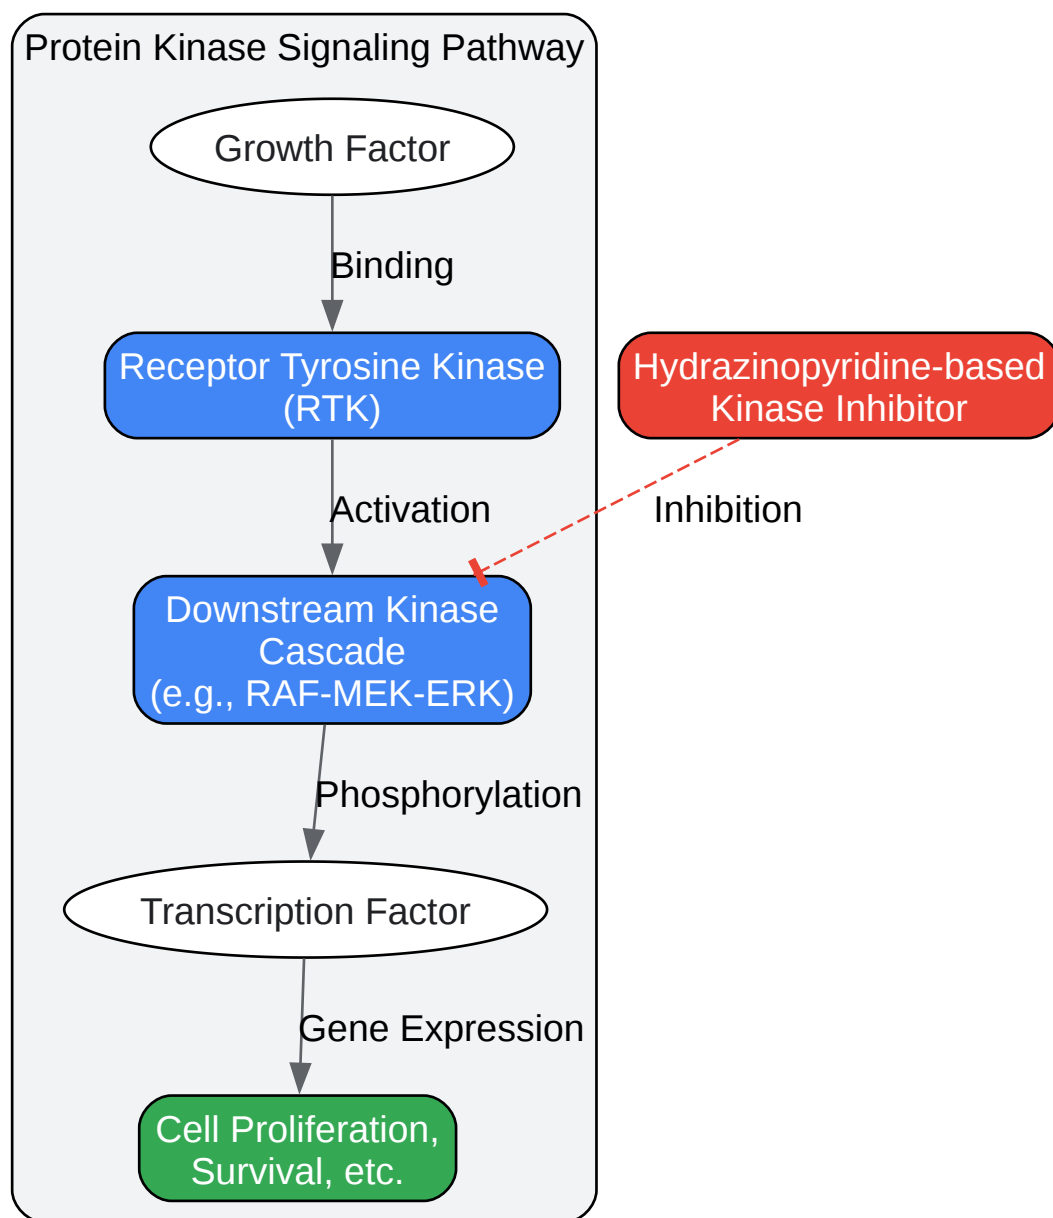 Protein Kinase Signaling Pathway
Growth Factor
Binding
Receptor Tyrosine Kinase
(RTK)
Hydrazinopyridine-based
Kinase Inhibitor
Activation
Inhibition
Downstream Kinase
Cascade
(e.g., RAF-MEK-ERK)
Phosphorylation
Transcription Factor
Gene Expression
Cell Proliferation,
Survival, etc.